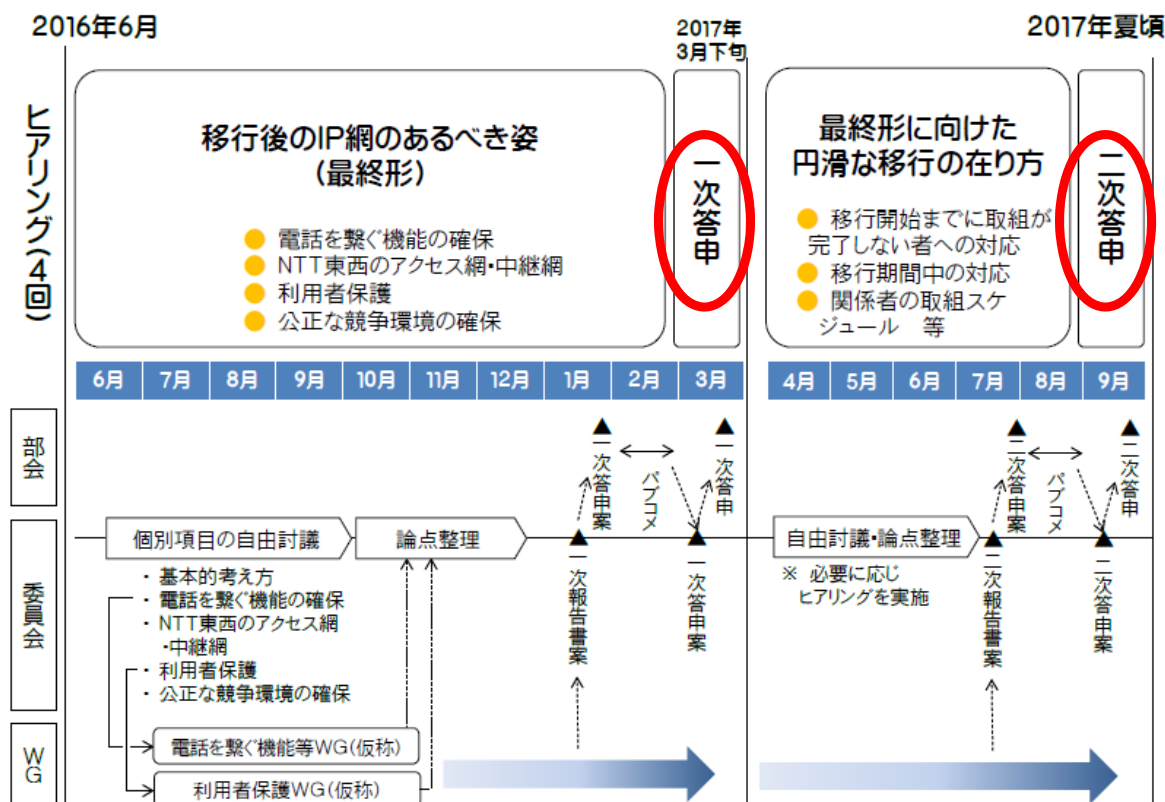 2016年6月
2017年
3月下旬
2017年夏頃
ヒアリング(4回)
移行後のIP網のあるべき姿
(最終形)
● 電話を繋ぐ機能の確保
● NTT東西のアクセス網・中継網
● 利用者保護
● 公正な競争環境の確保
一次答申
最終形に向けた
円滑な移行の在り方
● 移行開始までに取組が
完了しない者への対応
● 移行期間中の対応
● 関係者の取組スケ
ジュール 等
二次答申
6月 7月 8月 9月 10月 11月 12月 1月 2月 3月 4月 5月 6月 7月 8月 9月
部会
▲一次答申案
パブコメ
▲一次答申
▲二次答申案
パブコメ
▲二次答申
委員会
個別項目の自由討議
論点整理
▲一次報告書案
▲一次答申案
自由討議・論点整理
▲二次報告書案
▲二次答申案
・ 基本的考え方
・ 電話を繋ぐ機能の確保
・ NTT東西のアクセス網
・中継網
・ 利用者保護
・ 公正な競争環境の確保
※ 必要に応じ
ヒアリングを実施
WG
電話を繋ぐ機能等WG(仮称)
利用者保護WG(仮称)